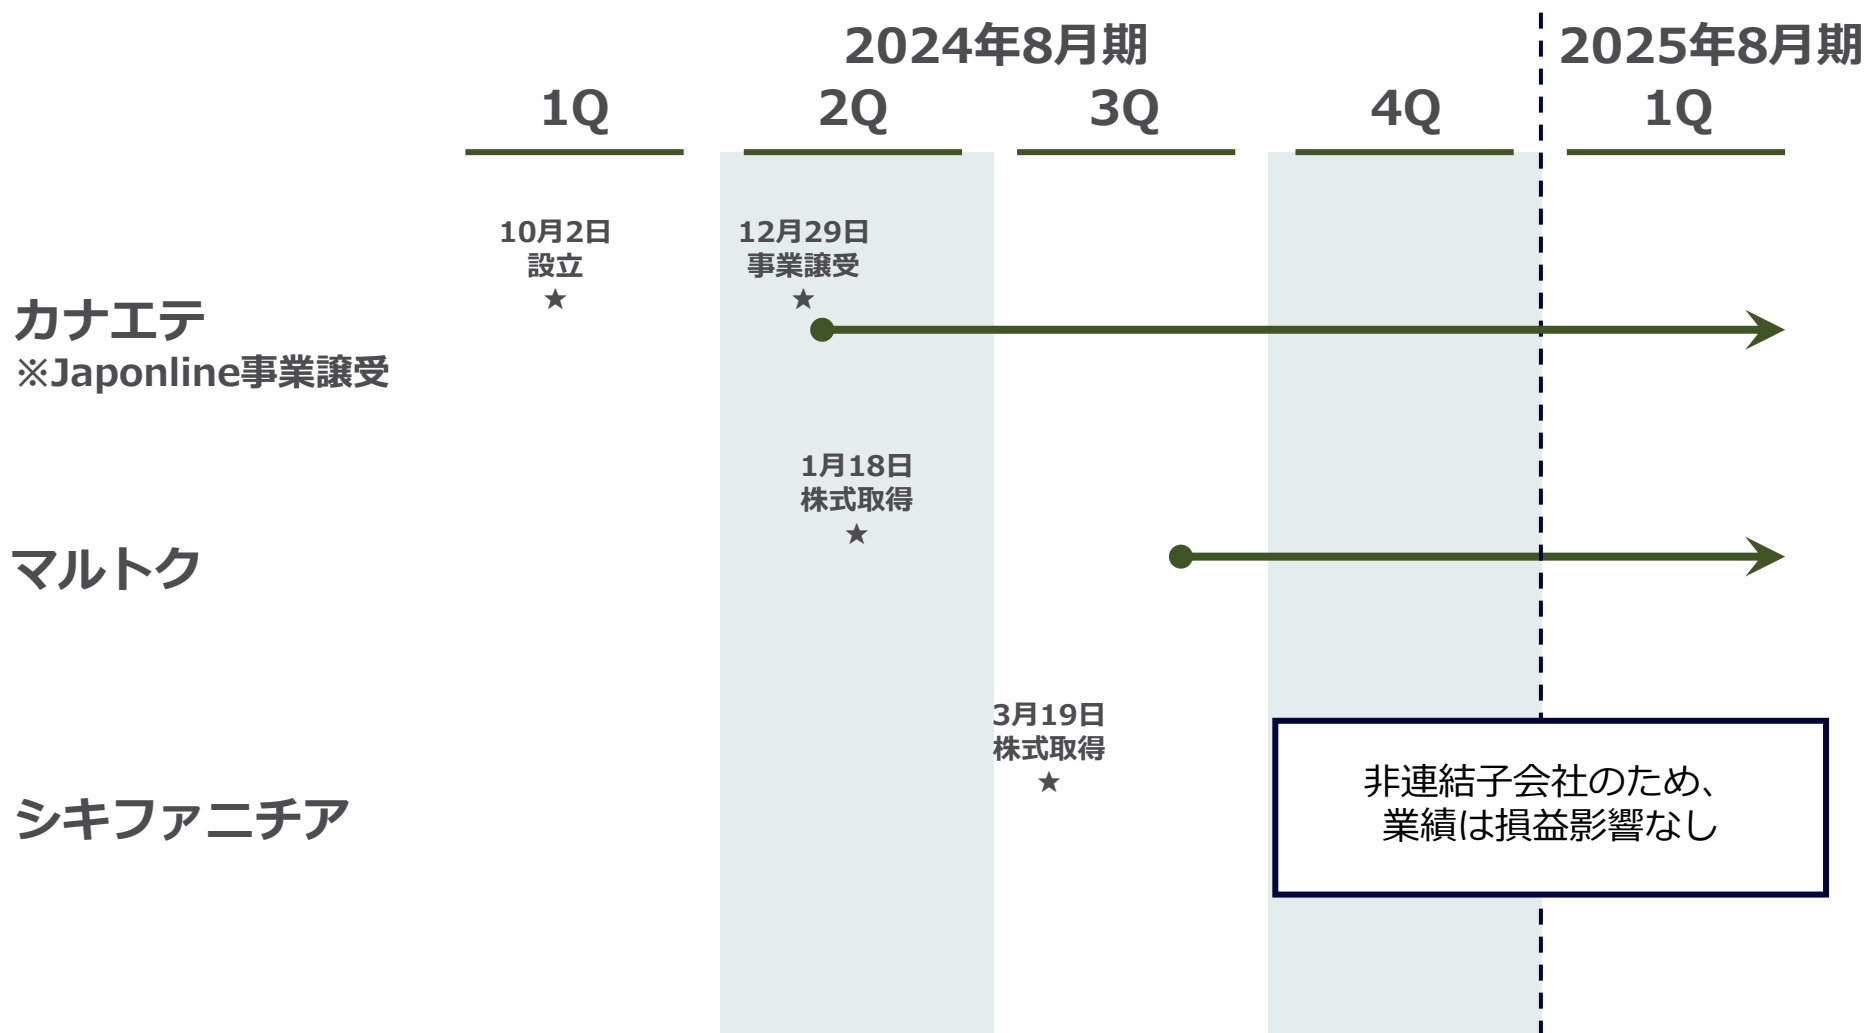 2024年8月期
2025年8月期
1Q
2Q
3Q
4Q
1Q
10月2日
設立
★
12月29日
事業譲受
★
カナエテ
※Japonline事業譲受
1月18日
株式取得
★
マルトク
3月19日
株式取得
★
シキファニチア
非連結子会社のため、
業績は損益影響なし